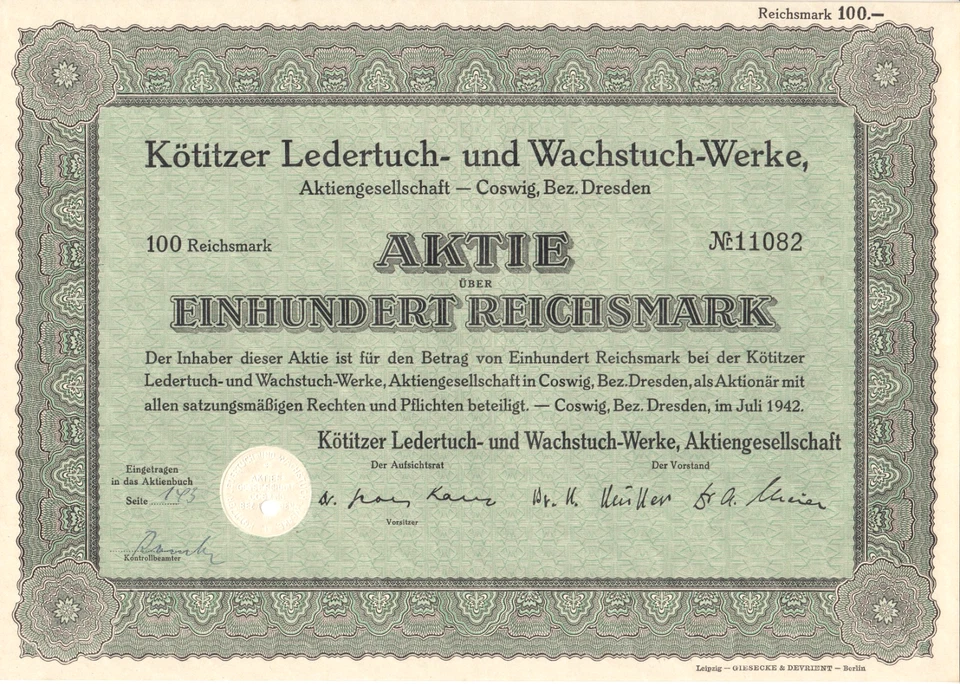 Reichsmark 100.—
Kötitzer Ledertuch- und Wachstuch-Werke,
Aktiengesellschaft — Coswig, Bez. Dresden
100 Reichsmark
AKTIE
№ 11082
ÜBER
EINHUNDERT REICHSMARK
Der Inhaber dieser Aktie ist für den Betrag von Einhundert Reichsmark bei der Kötitzer
Ledertuch- und Wachstuch-Werke, Aktiengesellschaft in Coswig, Bez. Dresden, als Aktionär mit
allen satzungsmäßigen Rechten und Pflichten beteiligt. — Coswig, Bez. Dresden, im Juli 1942.
Kötitzer Ledertuch- und Wachstuch-Werke, Aktiengesellschaft
Der Aufsichtsrat
Der Vorstand
Eingetragen
in das Aktienbuch
Seite
Vorsitzer
Kontrollbeamter
Leipzig — GIESECKE & DEVRIENT — Berlin